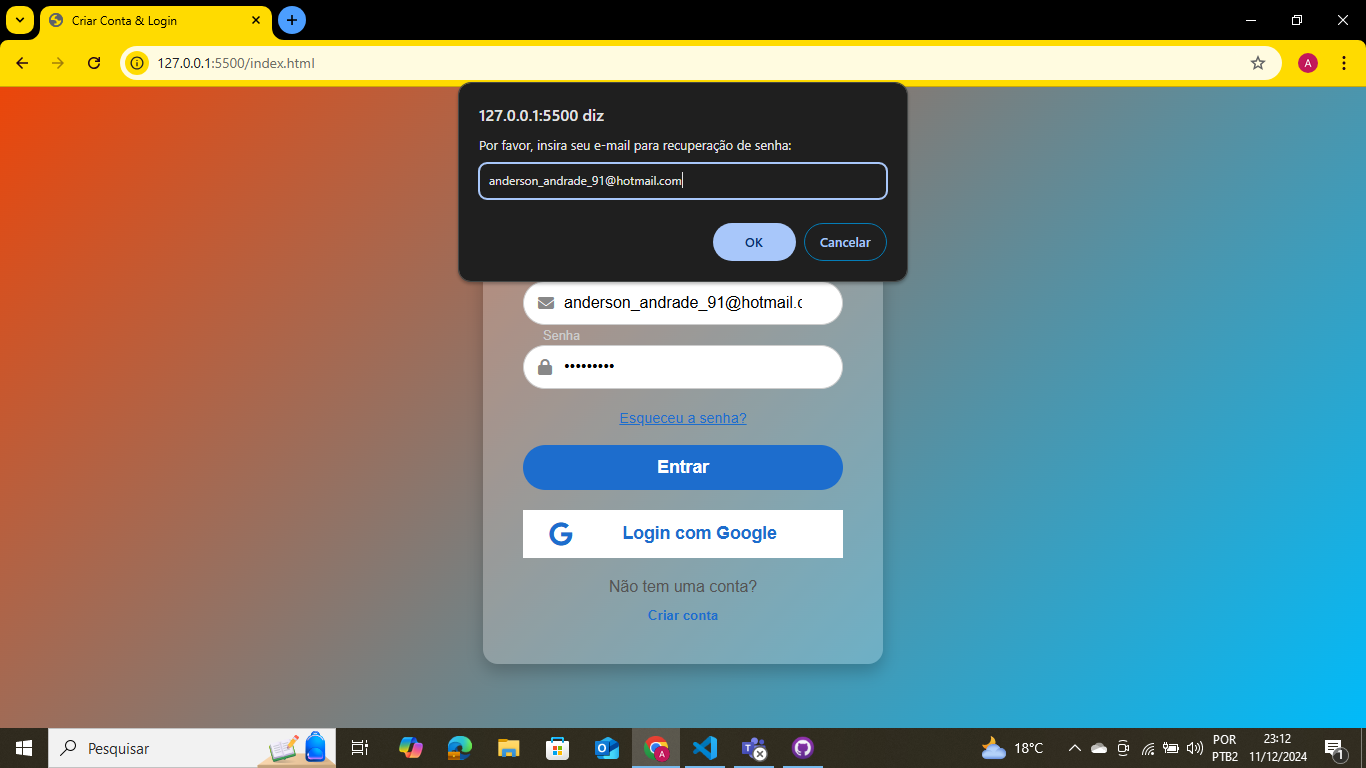 Criar Conta & Login
127.0.0.1:5500/index.html
A
127.0.0.1:5500 diz
Por favor, insira seu e-mail para recuperação de senha:
anderson_andrade_91@hotmail.com
OK
Cancelar
anderson_andrade_91@hotmail.c
Senha
•••••••••
Esqueceu a senha?
Entrar
G
Login com Google
Não tem uma conta?
Criar conta
Pesquisar
A
18°C
POR
PTB2
23:12
11/12/2024
1